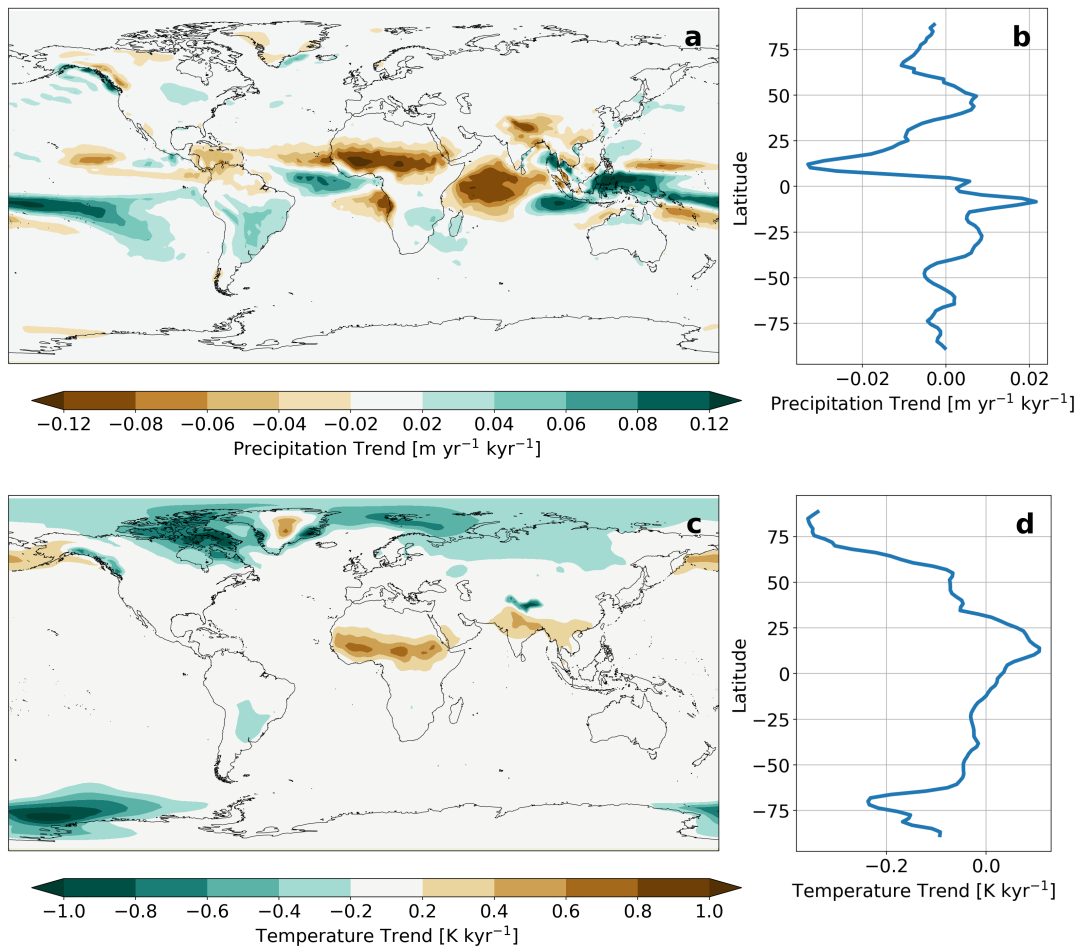 a
−0.12 −0.08 −0.06 −0.04 −0.02 0.02 0.04 0.06 0.08 0.12
Precipitation Trend [m yr⁻¹ kyr⁻¹]
b
75
50
25
0
−25
−50
−75
Latitude
−0.02 0.00 0.02
Precipitation Trend [m yr⁻¹ kyr⁻¹]
c
−1.0 −0.8 −0.6 −0.4 −0.2 0.2 0.4 0.6 0.8 1.0
Temperature Trend [K kyr⁻¹]
d
75
50
25
0
−25
−50
−75
Latitude
−0.2 0.0
Temperature Trend [K kyr⁻¹]